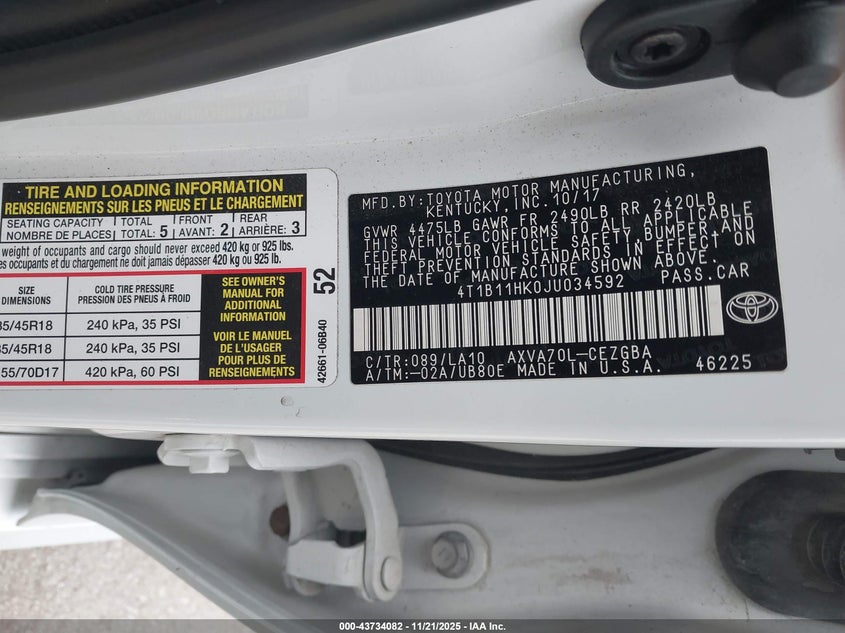 TIRE AND LOADING INFORMATION
RENSEIGNEMENTS SUR LES PNEUS ET LE CHARGEMENT
SEATING CAPACITY TOTAL FRONT REAR
NOMBRE DE PLACES TOTAL: 5 AVANT: 2 ARRIÈRE: 3
weight of occupants and cargo should never exceed 420 kg or 925 lbs.
occupants et du chargement ne doit jamais dépasser 420 kg ou 925 lb.
SIZE COLD TIRE PRESSURE
DIMENSIONS PRESSION DES PNEUS À FROID
35/45R18 240 kPa, 35 PSI
35/45R18 240 kPa, 35 PSI
55/70D17 420 kPa, 60 PSI
SEE OWNER'S
MANUAL FOR
ADDITIONAL
INFORMATION
VOIR LE MANUEL
DE L'USAGER
POUR PLUS DE
RENSEIGNEMENTS
52
42661-06B40
MFD.BY:TOYOTA MOTOR MANUFACTURING,
KENTUCKY, INC.10/17
GVWR 4475LB GAWR FR 2490LB RR 2420LB
THIS VEHICLE CONFORMS TO ALL APPLICABLE
FEDERAL MOTOR VEHICLE SAFETY, BUMPER, AND
THEFT PREVENTION STANDARDS IN EFFECT ON
THE DATE OF MANUFACTURE SHOWN ABOVE.
4T1B11HK0JU034592 PASS.CAR
C/TR:089/LA10 AXVA70L-CEZGBA
A/TM:-02A/UB80E MADE IN U.S.A. 46225
000-43734082 - 11/21/2025 - IAA Inc.